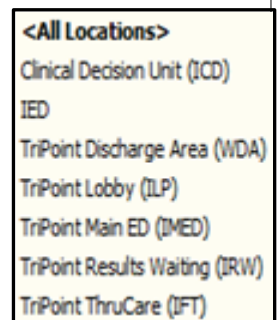 <All Locations>
Clinical Decision Unit (ICD)
IED
TriPoint Discharge Area (WDA)
TriPoint Lobby (ILP)
TriPoint Main ED (IMED)
TriPoint Results Waiting (IRW)
TriPoint ThruCare (IFT)